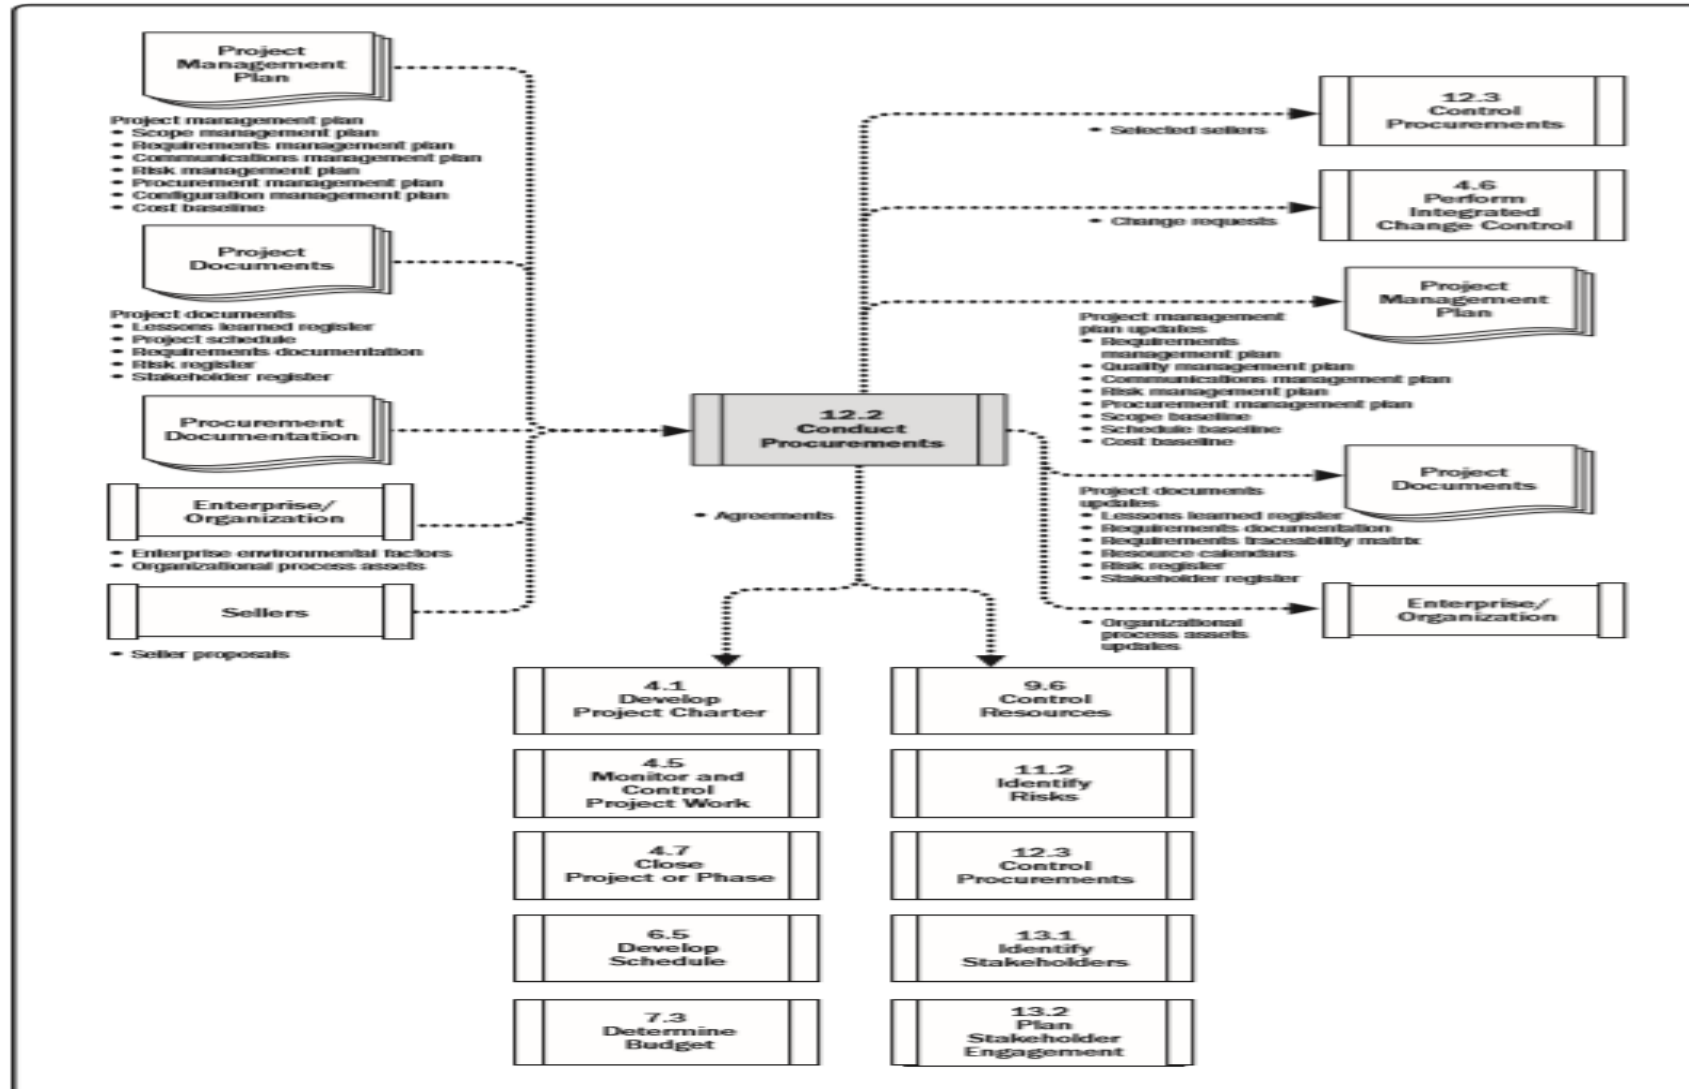 Project
Management
Plan
Project management plan
• Scope management plan
• Requirements management plan
• Communications management plan
• Risk management plan
• Procurement management plan
• Configuration management plan
• Cost baseline
Project
Documents
Project documents
• Lessons learned register
• Project schedule
• Requirements documentation
• Risk register
• Stakeholder register
Procurement
Documentation
Enterprise/
Organization
• Enterprise environmental factors
• Organizational process assets
Sellers
• Seller proposals
12.2
Conduct
Procurements
• Agreements
• Selected sellers
12.3
Control
Procurements
• Change requests
4.6
Perform
Integrated
Change Control
Project
Management
Plan
Project management
plan updates
• Requirements
management plan
• Quality management plan
• Communications management plan
• Risk management plan
• Procurement management plan
• Scope baseline
• Schedule baseline
• Cost baseline
Project
Documents
Project documents
updates
• Lessons learned register
• Requirements documentation
• Requirements traceability matrix
• Resource calendars
• Risk register
• Stakeholder register
Enterprise/
Organization
• Organizational
process assets
updates
4.1
Develop
Project Charter
4.5
Monitor and
Control
Project Work
4.7
Close
Project or Phase
6.5
Develop
Schedule
7.3
Determine
Budget
9.6
Control
Resources
11.2
Identify
Risks
12.3
Control
Procurements
13.1
Identify
Stakeholders
13.2
Plan
Stakeholder
Engagement